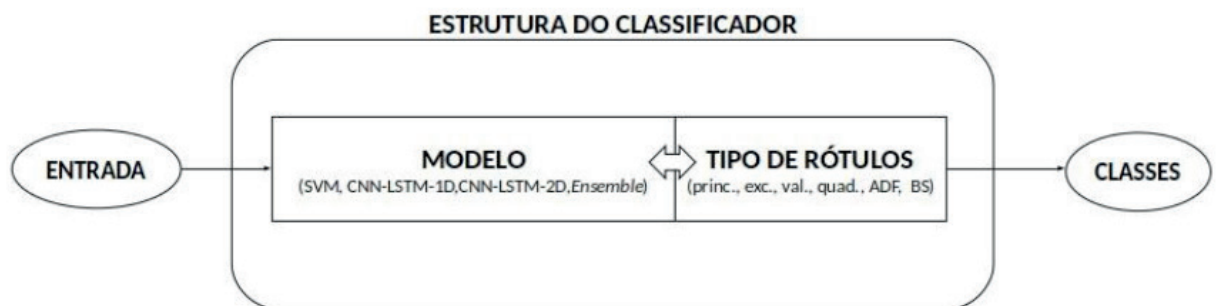 ESTRUTURA DO CLASSIFICADOR
ENTRADA
MODELO
(SVM, CNN-LSTM-1D,CNN-LSTM-2D,Ensemble)
TIPO DE RÓTULOS
(princ., exc., val., quad., ADF, BS)
CLASSES